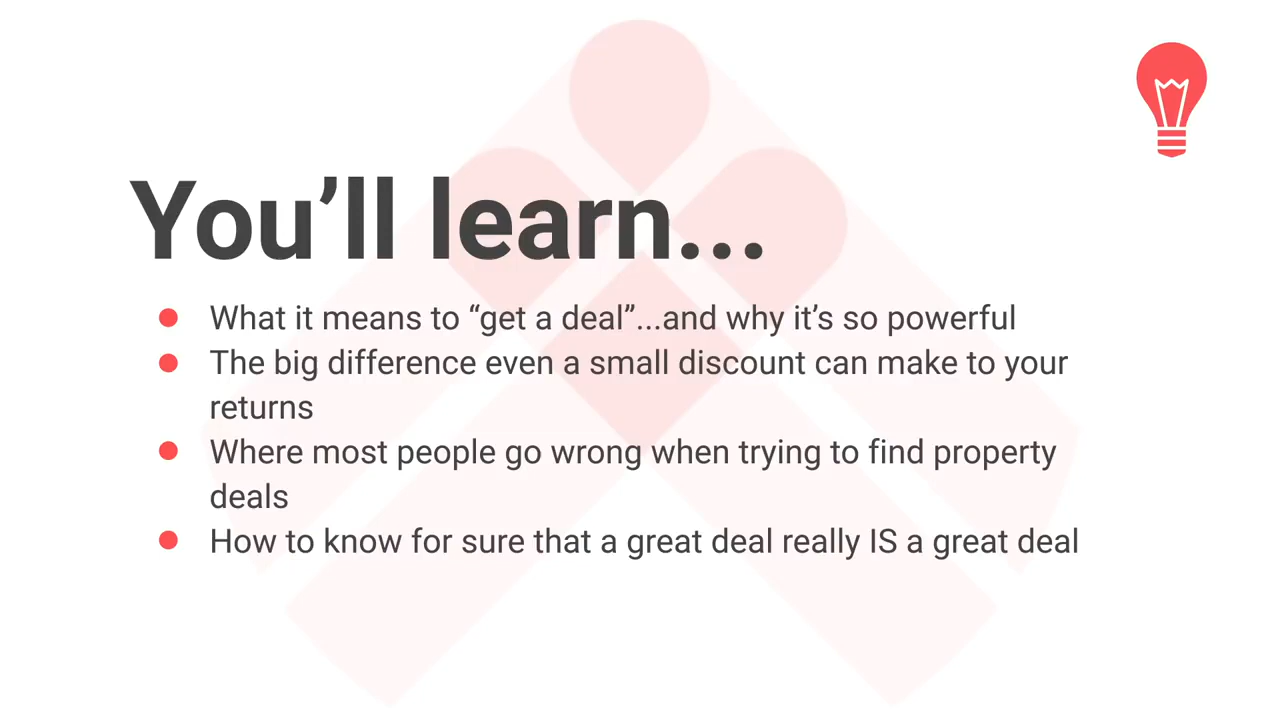 You’ll learn...
● What it means to “get a deal”...and why it’s so powerful
● The big difference even a small discount can make to your
returns
● Where most people go wrong when trying to find property
deals
● How to know for sure that a great deal really IS a great deal